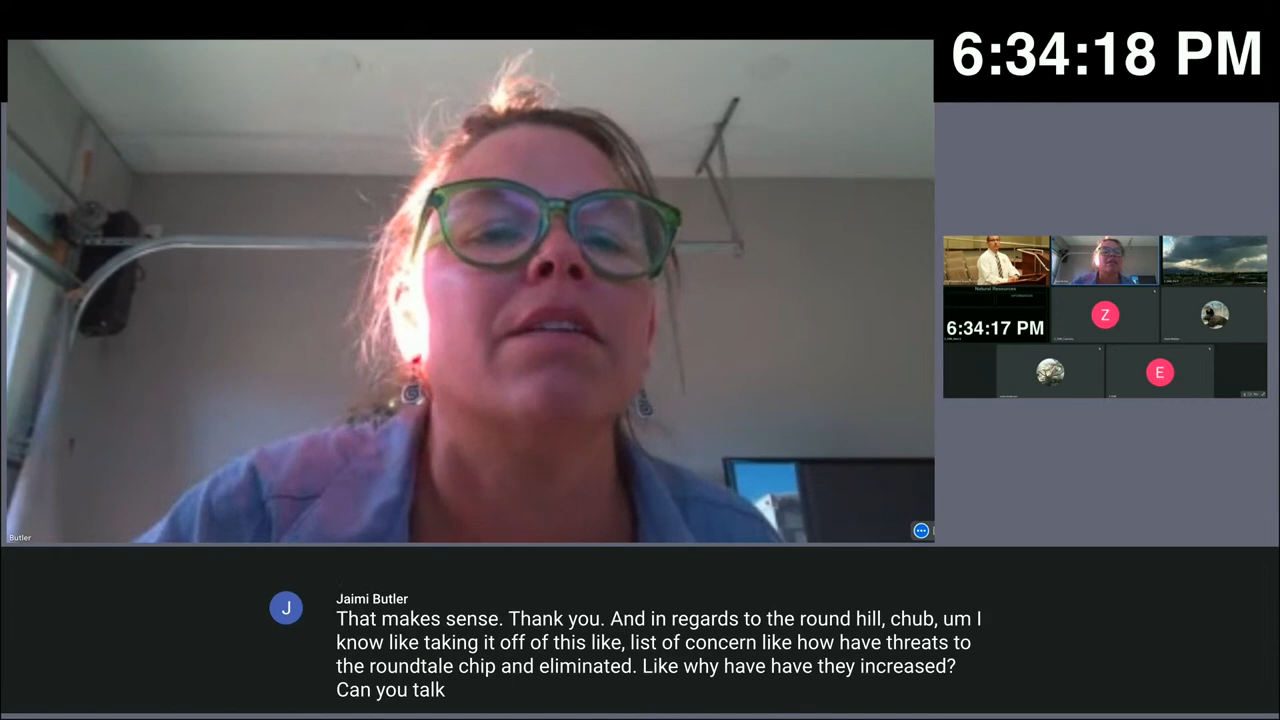 6:34:18 PM
Natural Resources
6:34:17 PM
Z
E
Butler
J
Jaimi Butler
That makes sense. Thank you. And in regards to the round hill, chub, um I
know like taking it off of this like, list of concern like how have threats to
the roundtale chip and eliminated. Like why have have they increased?
Can you talk